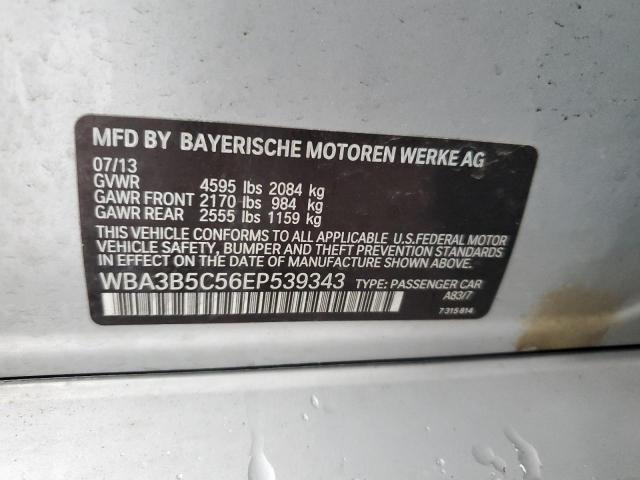 MFD BY BAYERISCHE MOTOREN WERKE AG
07/13
GVWR 4595 lbs 2084 kg
GAWR FRONT 2170 lbs 984 kg
GAWR REAR 2555 lbs 1159 kg
THIS VEHICLE CONFORMS TO ALL APPLICABLE U.S.FEDERAL MOTOR
VEHICLE SAFETY, BUMPER AND THEFT PREVENTION STANDARDS
IN EFFECT ON THE DATE OF MANUFACTURE SHOWN ABOVE.
WBA3B5C56EP539343 TYPE: PASSENGER CAR
A83/7
7 315 814